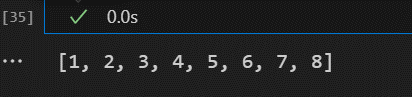 [35] ✓ 0.0s
... [1, 2, 3, 4, 5, 6, 7, 8]